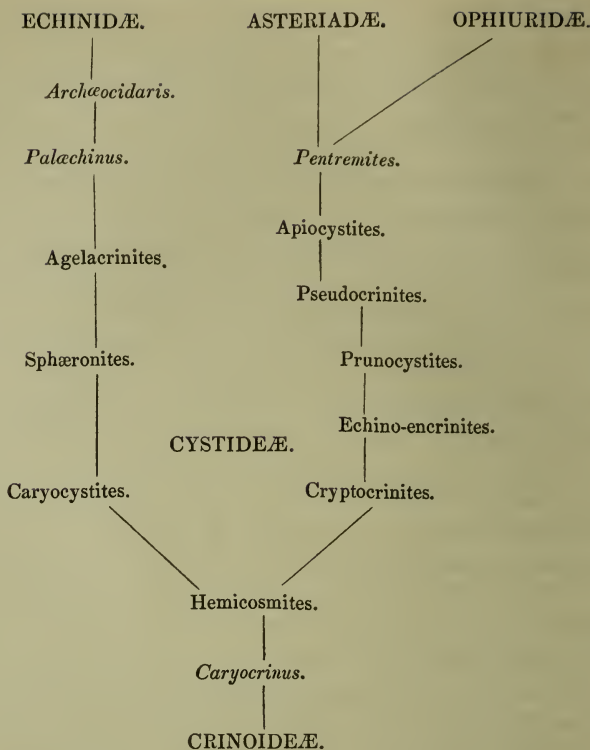 ECHINIDÆ. ASTERIADÆ. OPHIURIDÆ.
Archæocidaris.
Palæchinus. Pentremites.
Apiocystites.
Agelacrinites.
Pseudocrinites.
Sphæronites. Prunocystites.
Echino-encrinites.
CYSTIDEÆ.
Caryocystites. Cryptocrinites.
Hemicosmites.
Caryocrinus.
CRINOIDEÆ.